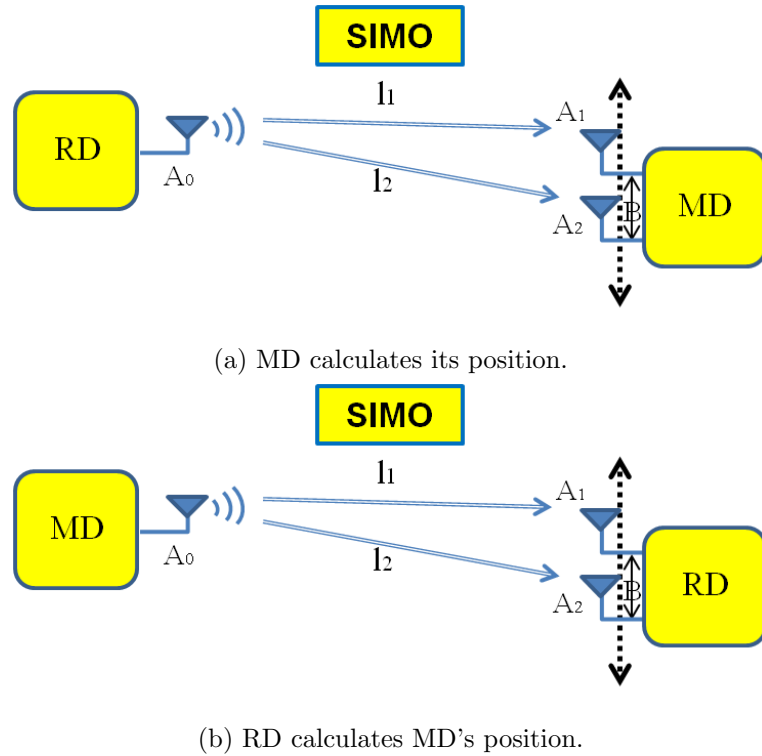 SIMO
l₁
RD
A₀
l₂
A₁
A₂
B
MD
(a) MD calculates its position.
SIMO
l₁
MD
A₀
l₂
A₁
A₂
B
RD
(b) RD calculates MD's position.